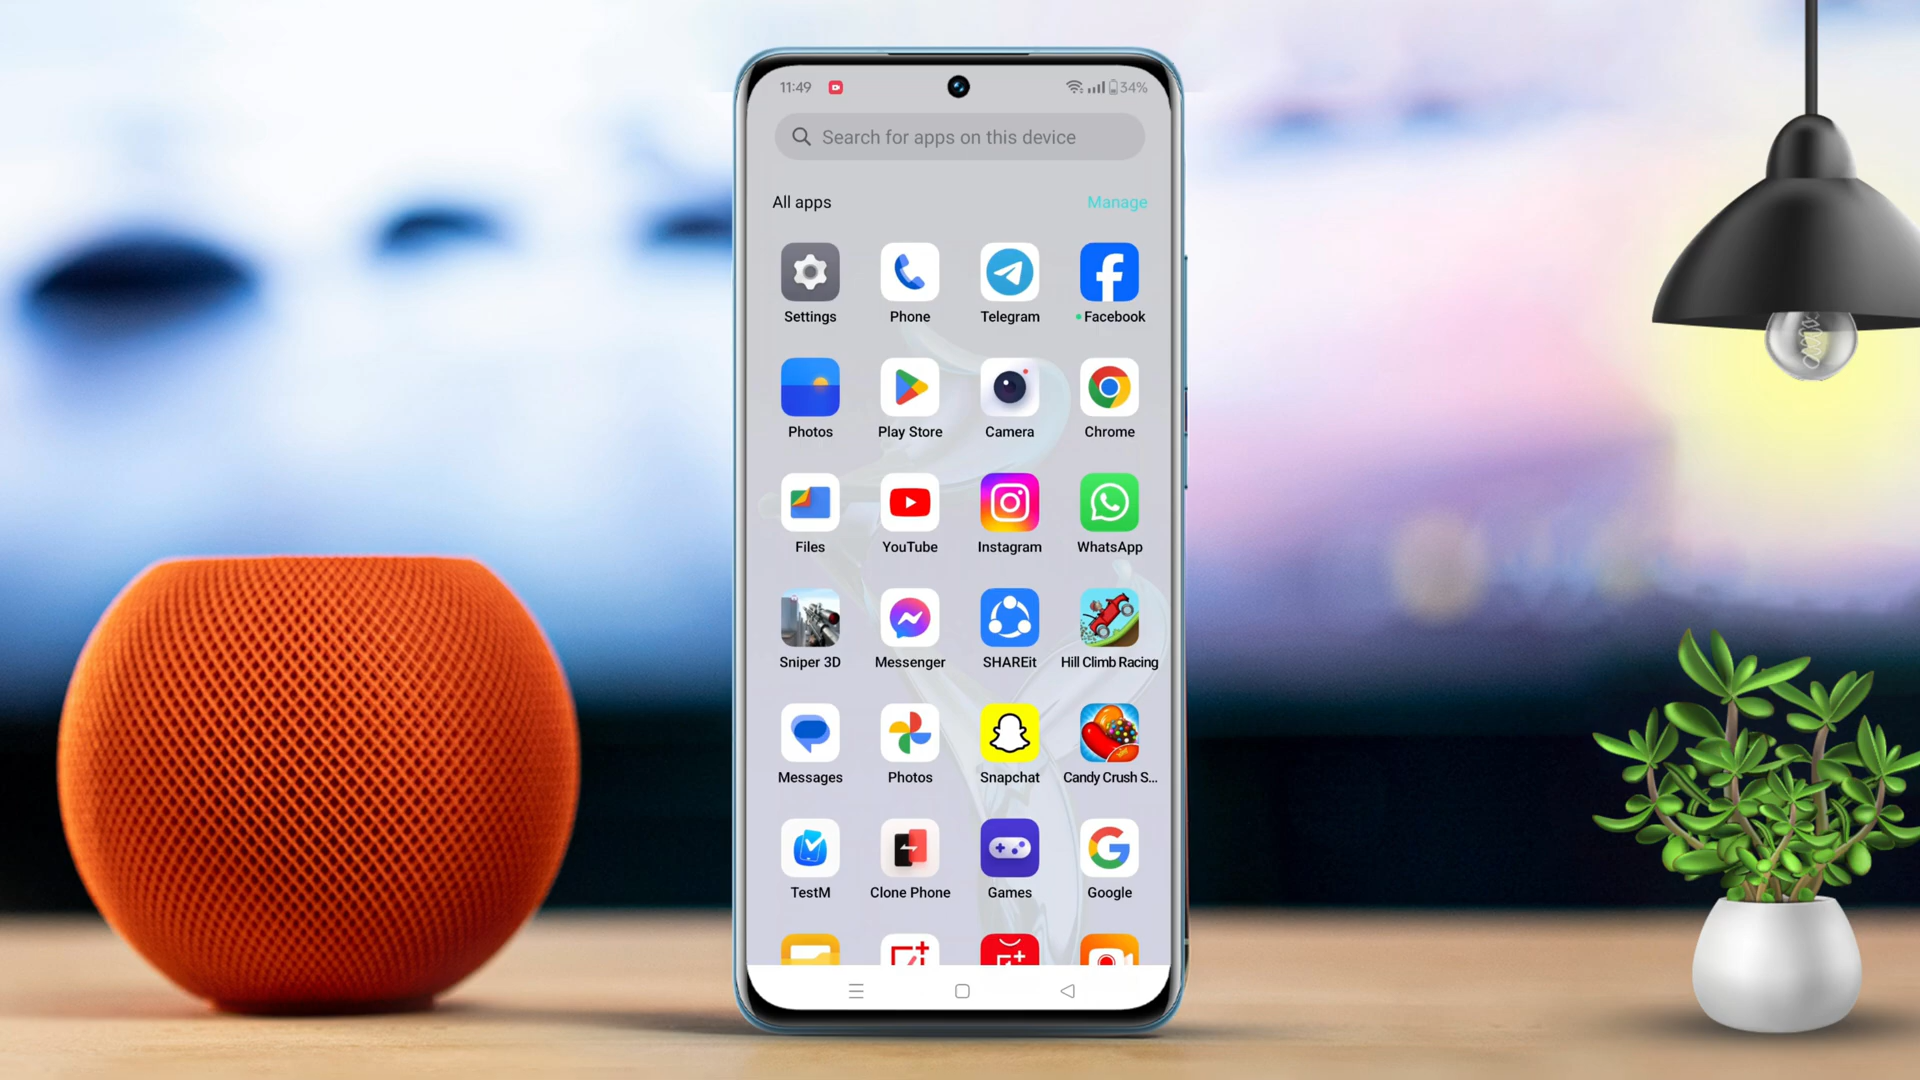 11:49 34%
Search for apps on this device
All apps Manage
Settings Phone Telegram Facebook
Photos Play Store Camera Chrome
Files YouTube Instagram WhatsApp
Sniper 3D Messenger SHAREit Hill Climb Racing
Messages Photos Snapchat Candy Crush S...
TestM Clone Phone Games Google